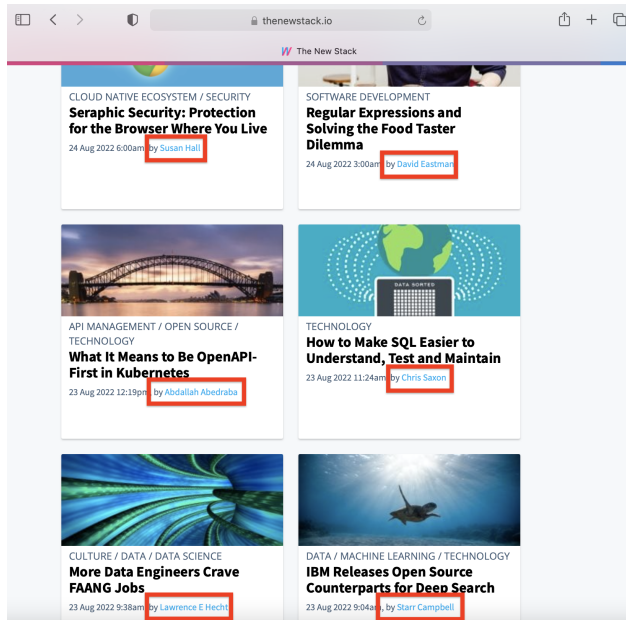 thenewstack.io
The New Stack
CLOUD NATIVE ECOSYSTEM / SECURITY
Seraphic Security: Protection
for the Browser Where You Live
24 Aug 2022 6:00am, by Susan Hall
SOFTWARE DEVELOPMENT
Regular Expressions and
Solving the Food Taster
Dilemma
24 Aug 2022 3:00am, by David Eastman
API MANAGEMENT / OPEN SOURCE /
TECHNOLOGY
What It Means to Be OpenAPI-
First in Kubernetes
23 Aug 2022 12:19pm, by Abdallah Abedraba
DATA SORTED
TECHNOLOGY
How to Make SQL Easier to
Understand, Test and Maintain
23 Aug 2022 11:24am, by Chris Saxon
CULTURE / DATA / DATA SCIENCE
More Data Engineers Crave
FAANG Jobs
23 Aug 2022 9:38am, by Lawrence E Hecht
DATA / MACHINE LEARNING / TECHNOLOGY
IBM Releases Open Source
Counterparts for Deep Search
23 Aug 2022 9:04am, by Starr Campbell